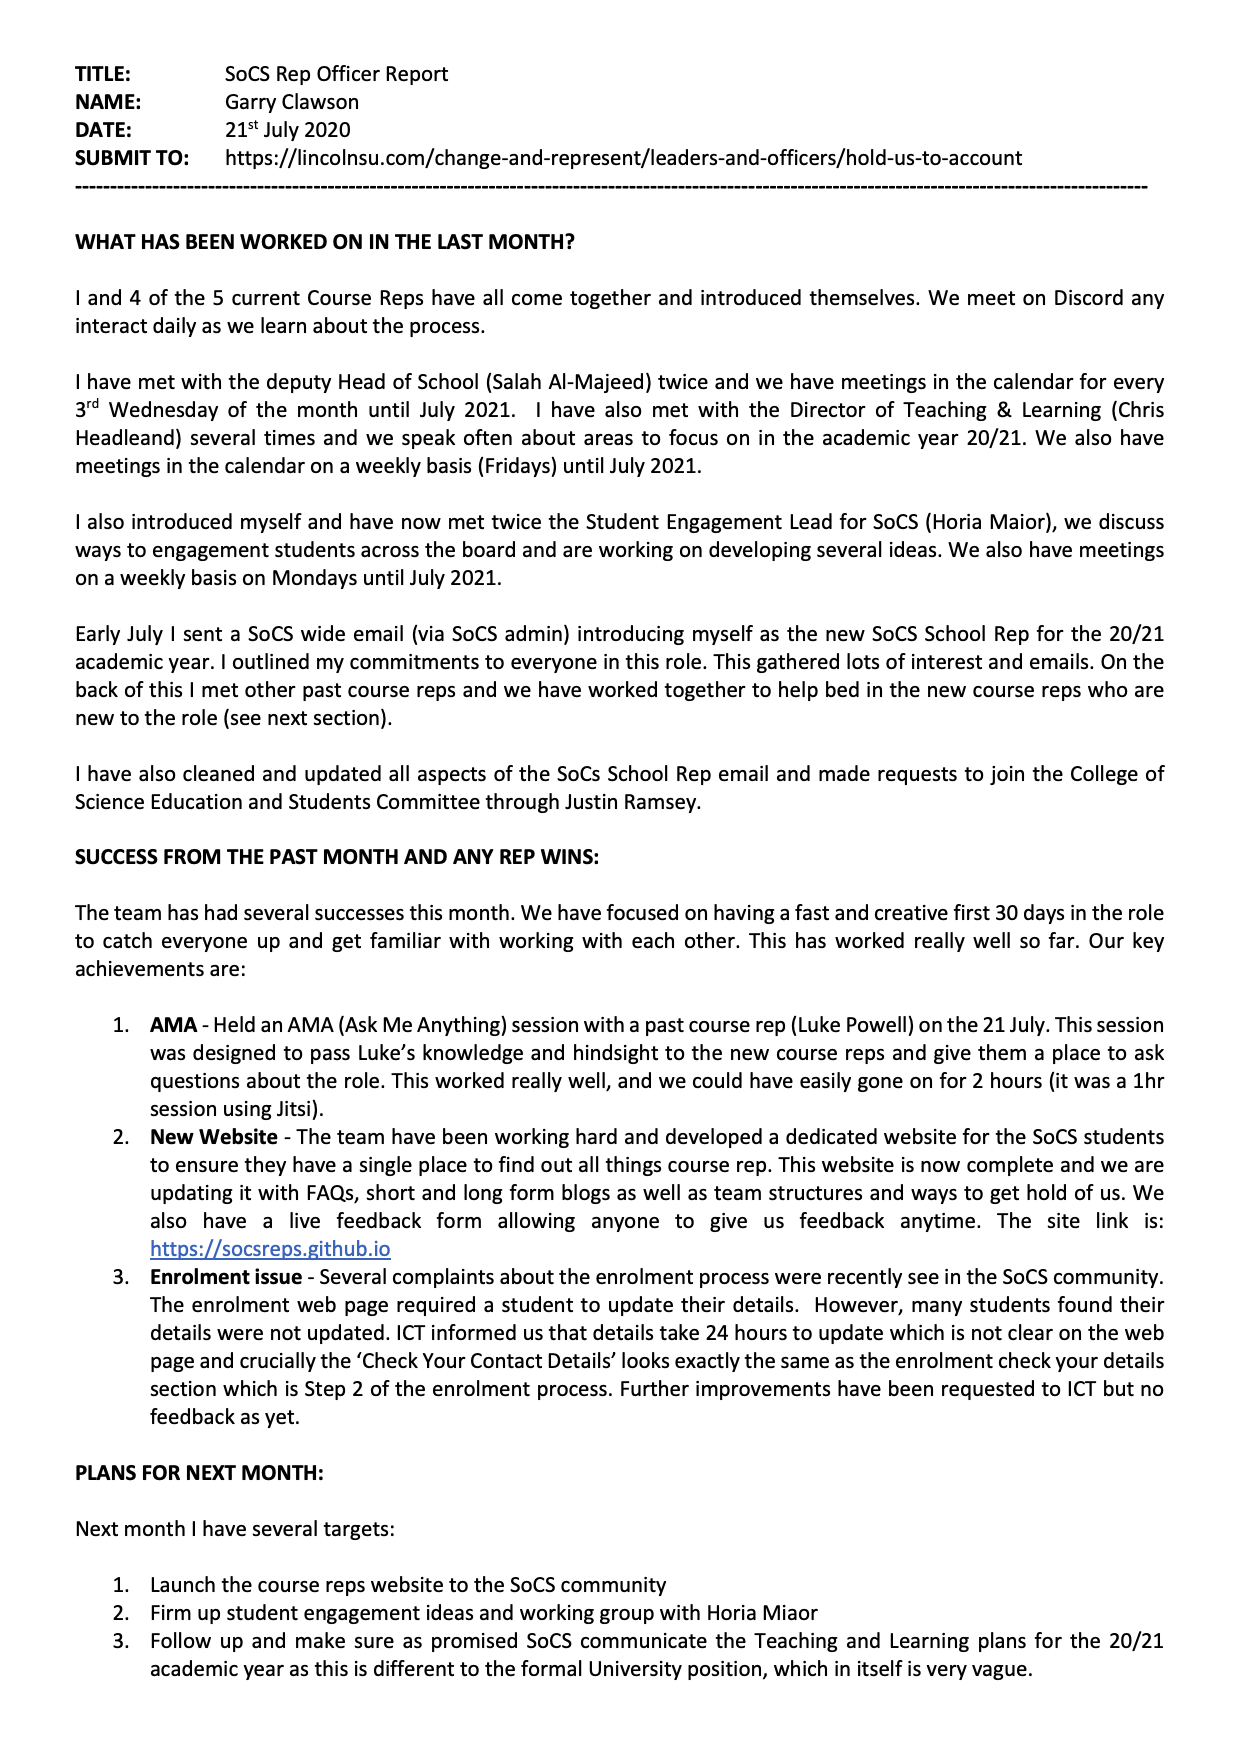 TITLE: SoCS Rep Officer Report
NAME: Garry Clawson
DATE: 21st July 2020
SUBMIT TO: https://lincolnsu.com/change-and-represent/leaders-and-officers/hold-us-to-account
-----------------------------------------------------------------------------------------------------------------------------------------------------------
WHAT HAS BEEN WORKED ON IN THE LAST MONTH?
I and 4 of the 5 current Course Reps have all come together and introduced themselves. We meet on Discord any
interact daily as we learn about the process.
I have met with the deputy Head of School (Salah Al-Majeed) twice and we have meetings in the calendar for every
3rd Wednesday of the month until July 2021. I have also met with the Director of Teaching & Learning (Chris
Headleand) several times and we speak often about areas to focus on in the academic year 20/21. We also have
meetings in the calendar on a weekly basis (Fridays) until July 2021.
I also introduced myself and have now met twice the Student Engagement Lead for SoCS (Horia Maior), we discuss
ways to engagement students across the board and are working on developing several ideas. We also have meetings
on a weekly basis on Mondays until July 2021.
Early July I sent a SoCS wide email (via SoCS admin) introducing myself as the new SoCS School Rep for the 20/21
academic year. I outlined my commitments to everyone in this role. This gathered lots of interest and emails. On the
back of this I met other past course reps and we have worked together to help bed in the new course reps who are
new to the role (see next section).
I have also cleaned and updated all aspects of the SoCs School Rep email and made requests to join the College of
Science Education and Students Committee through Justin Ramsey.
SUCCESS FROM THE PAST MONTH AND ANY REP WINS:
The team has had several successes this month. We have focused on having a fast and creative first 30 days in the role
to catch everyone up and get familiar with working with each other. This has worked really well so far. Our key
achievements are:
1. AMA - Held an AMA (Ask Me Anything) session with a past course rep (Luke Powell) on the 21 July. This session
was designed to pass Luke’s knowledge and hindsight to the new course reps and give them a place to ask
questions about the role. This worked really well, and we could have easily gone on for 2 hours (it was a 1hr
session using Jitsi).
2. New Website - The team have been working hard and developed a dedicated website for the SoCS students
to ensure they have a single place to find out all things course rep. This website is now complete and we are
updating it with FAQs, short and long form blogs as well as team structures and ways to get hold of us. We
also have a live feedback form allowing anyone to give us feedback anytime. The site link is:
https://socsreps.github.io
3. Enrolment issue - Several complaints about the enrolment process were recently see in the SoCS community.
The enrolment web page required a student to update their details. However, many students found their
details were not updated. ICT informed us that details take 24 hours to update which is not clear on the web
page and crucially the ‘Check Your Contact Details’ looks exactly the same as the enrolment check your details
section which is Step 2 of the enrolment process. Further improvements have been requested to ICT but no
feedback as yet.
PLANS FOR NEXT MONTH:
Next month I have several targets:
1. Launch the course reps website to the SoCS community
2. Firm up student engagement ideas and working group with Horia Miaor
3. Follow up and make sure as promised SoCS communicate the Teaching and Learning plans for the 20/21
academic year as this is different to the formal University position, which in itself is very vague.